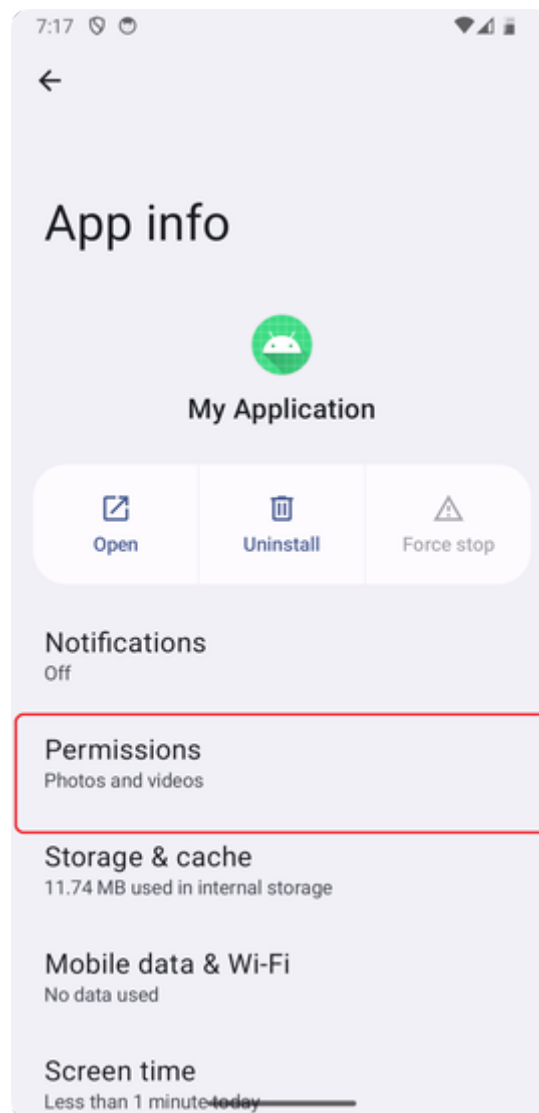 7:17
App info
My Application
Open
Uninstall
Force stop
Notifications
Off
Permissions
Photos and videos
Storage & cache
11.74 MB used in internal storage
Mobile data & Wi-Fi
No data used
Screen time
Less than 1 minute today